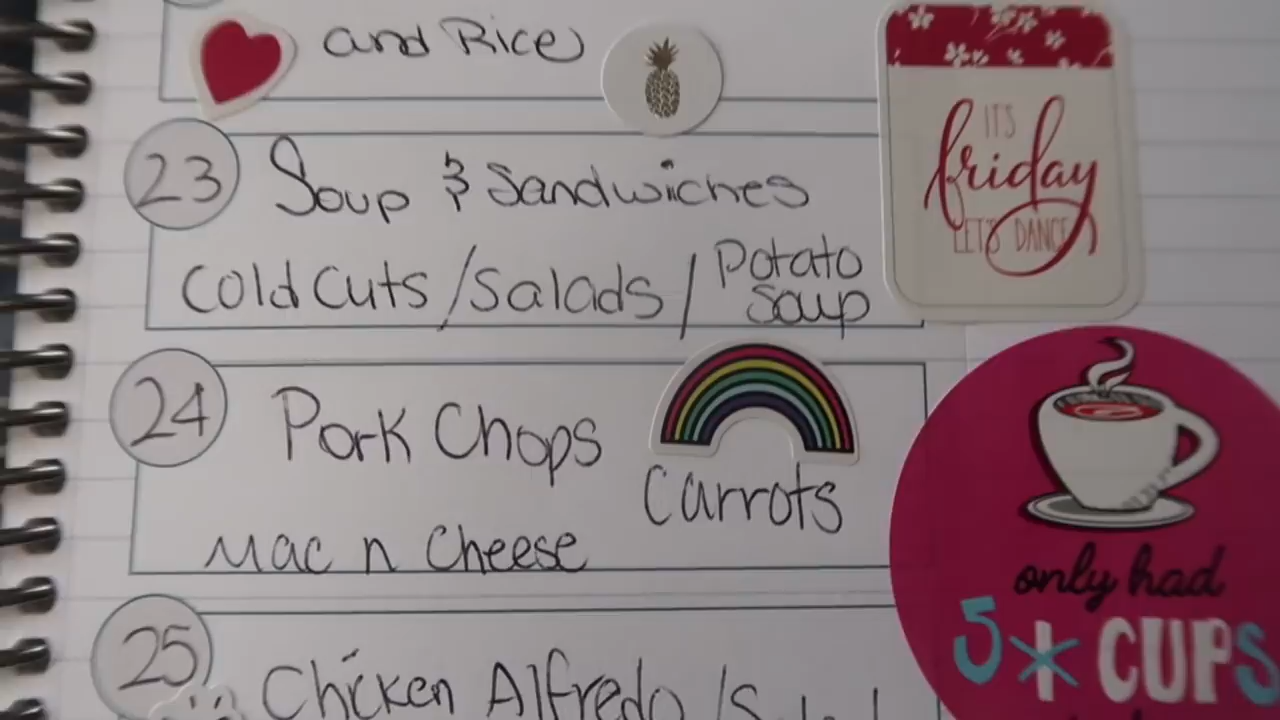 and Rice
IT'S
friday
LET'S DANCE
23 Soup & Sandwiches
Cold Cuts / Salads / Potato Soup
24 Pork Chops
Carrots
Mac n Cheese
only had
5* CUPS
25 Chicken Alfredo /